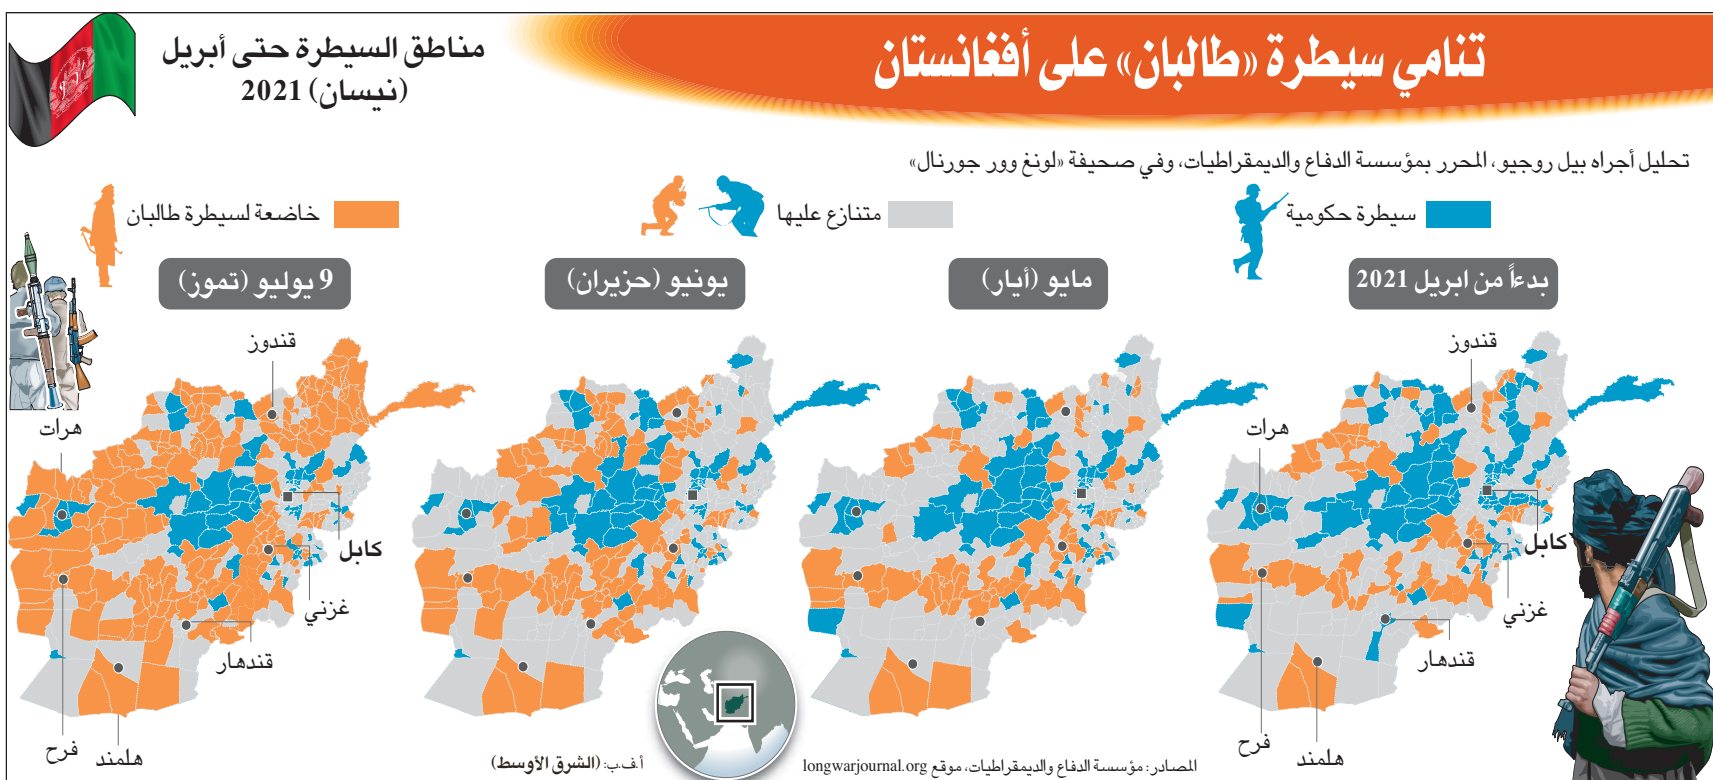 تنامي سيطرة «طالبان» على أفغانستان
مناطق السيطرة حتى أبريل
(نيسان) 2021
تحليل أجراه بيل روجيو، المحرر بمؤسسة الدفاع والديمقراطيات، وفي صحيفة «لونغ وور جورنال»
سيطرة حكومية
متنازع عليها
خاضعة لسيطرة طالبان
بدءاً من ابريل 2021
مايو (أيار)
يونيو (حزيران)
9 يوليو (تموز)
قندوز
هرات
كابل
غزني
قندهار
هلمند
فرح
قندوز
هرات
كابل
غزني
قندهار
هلمند
فرح
المصادر: مؤسسة الدفاع والديمقراطيات، موقع longwarjournal.org
أ.ف.ب: (الشرق الأوسط)